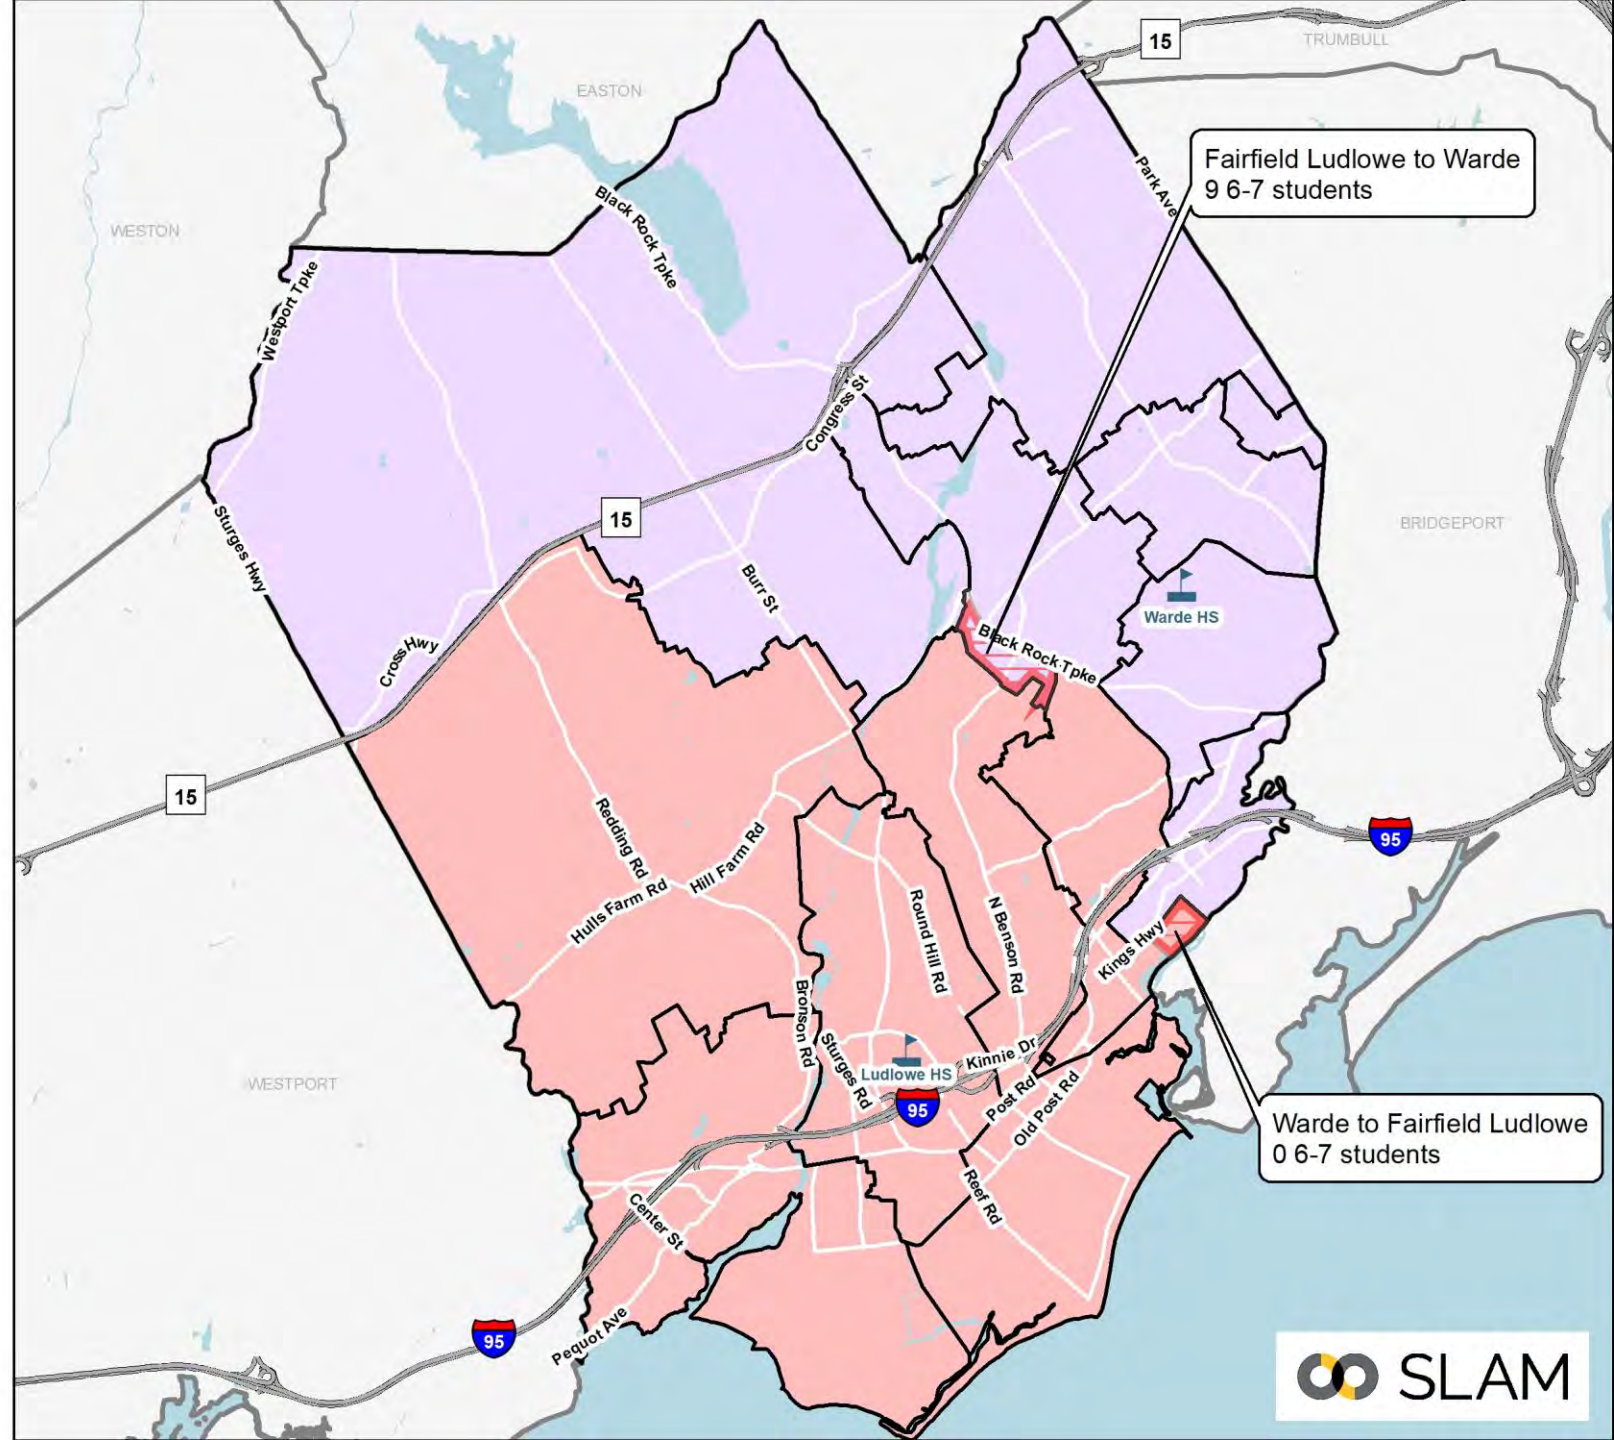 15
TRUMBULL
EASTON
Fairfield Ludlowe to Warde
9 6-7 students
Park Ave
Black Rock Tpke
WESTON
Westport Tpke
Congress St
15
BRIDGEPORT
Sturges Hwy
Burr St
Warde HS
Black Rock Tpke
Cross Hwy
15
95
Redding Rd
Hill Farm Rd
Hulls Farm Rd
Round Hill Rd
N Benson Rd
Kings Hwy
Bronson Rd
Sturges Rd
Kinnie Dr
Ludlowe HS
WESTPORT
95
Post Rd
Old Post Rd
Warde to Fairfield Ludlowe
0 6-7 students
Reef Rd
Center St
95
Pequot Ave
SLAM